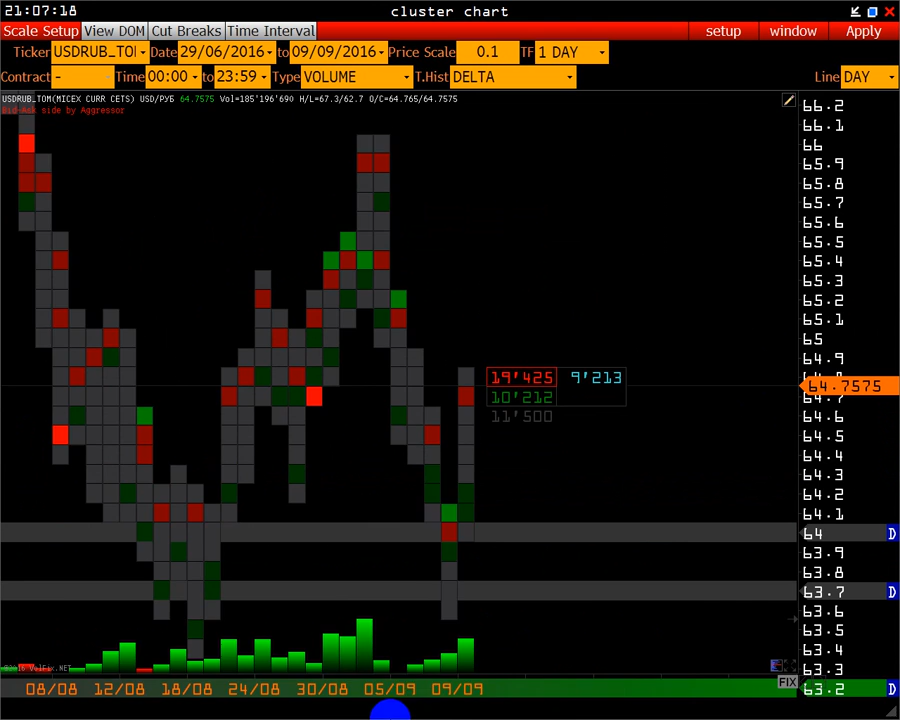 21:07:18 cluster chart
Scale Setup View DOM Cut Breaks Time Interval setup window Apply
Ticker Date 29/06/2016 to 09/09/2016 Price Scale 0.1 TF 1 DAY
Contract - Time 00:00 to 23:59 Type VOLUME T.Hist DELTA Line DAY
USDRUB_TOM(MICEX CURR CETS) USD/РУБ 64.7575 Vol=185'196'690 H/L=67.3/62.7 O/C=64.765/64.7575
Bid-Ask side by Aggressor
66.2
66.1
66
65.9
65.8
65.7
65.6
65.5
65.4
65.3
65.2
65.1
65
64.9
19'425 9'213
64.7575
10'212
64.7
11'500 64.6
64.5
64.4
64.3
64.2
64.1
64 D
63.9
63.8
63.7 D
63.6
63.5
63.4
©2016 VolFix.NET 63.3
FIX
08/08 12/08 18/08 24/08 30/08 05/09 09/09 63.2 D